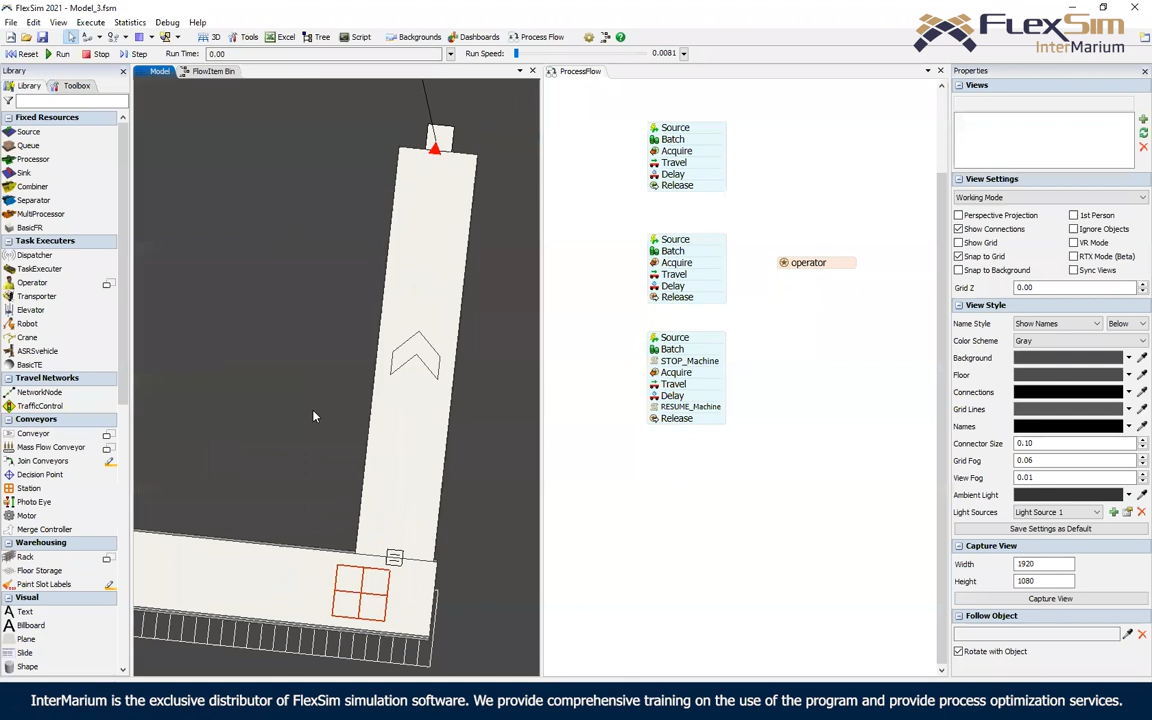 FlexSim 2021 - Model_3.fsm
File Edit View Execute Statistics Debug Help
3D Tools Excel Tree Script Backgrounds Dashboards Process Flow
Reset Run Stop Step Run Time: 0.00 Run Speed: 0.0081
FlexSim
InterMarium
Library
Library Toolbox
Fixed Resources
Source
Queue
Processor
Sink
Combiner
Separator
MultiProcessor
BasicFR
Task Executers
Dispatcher
TaskExecuter
Operator
Transporter
Elevator
Robot
Crane
ASRSvehicle
BasicTE
Travel Networks
NetworkNode
TrafficControl
Conveyors
Conveyor
Mass Flow Conveyor
Join Conveyors
Decision Point
Station
Photo Eye
Motor
Merge Controller
Warehousing
Rack
Floor Storage
Paint Slot Labels
Visual
Text
Billboard
Plane
Slide
Shape
Model FlowItem Bin
ProcessFlow
Source
Batch
Acquire
Travel
Delay
Release
Source
Batch
Acquire
Travel
Delay
Release
operator
Source
Batch
STOP_Machine
Acquire
Travel
Delay
RESUME_Machine
Release
Properties
Views
View Settings
Working Mode
Perspective Projection 1st Person
Show Connections Ignore Objects
Show Grid VR Mode
Snap to Grid RTX Mode (Beta)
Snap to Background Sync Views
Grid Z 0.00
View Style
Name Style Show Names Below
Color Scheme Gray
Background
Floor
Connections
Grid Lines
Names
Connector Size 0.10
Grid Fog 0.06
View Fog 0.01
Ambient Light
Light Sources Light Source 1
Save Settings as Default
Capture View
Width 1920
Height 1080
Capture View
Follow Object
Rotate with Object
InterMarium is the exclusive distributor of FlexSim simulation software. We provide comprehensive training on the use of the program and provide process optimization services.